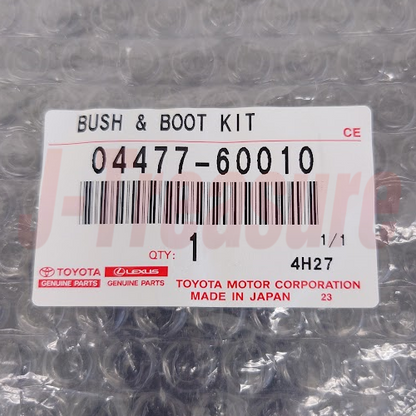 BUSH & BOOT KIT
CE
04477-60010
J-Treasure
QTY: 1 1/1
4H27
TOYOTA LEXUS
GENUINE PARTS GENUINE PARTS
TOYOTA MOTOR CORPORATION
MADE IN JAPAN 23